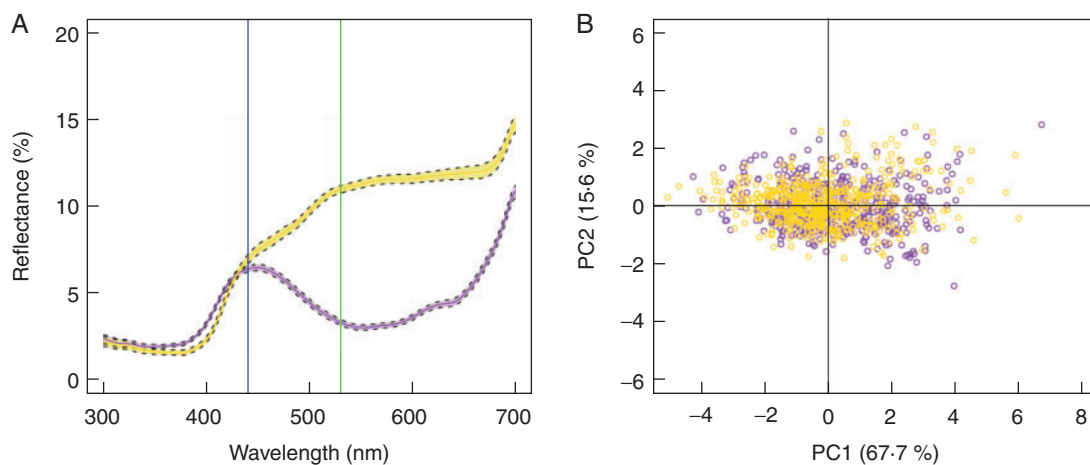 A
20
15
10
5
0
Reflectance (%)
300 400 500 600 700
Wavelength (nm)
B
6
4
2
0
−2
−4
−6
PC2 (15·6 %)
−4 −2 0 2 4 6 8
PC1 (67·7 %)